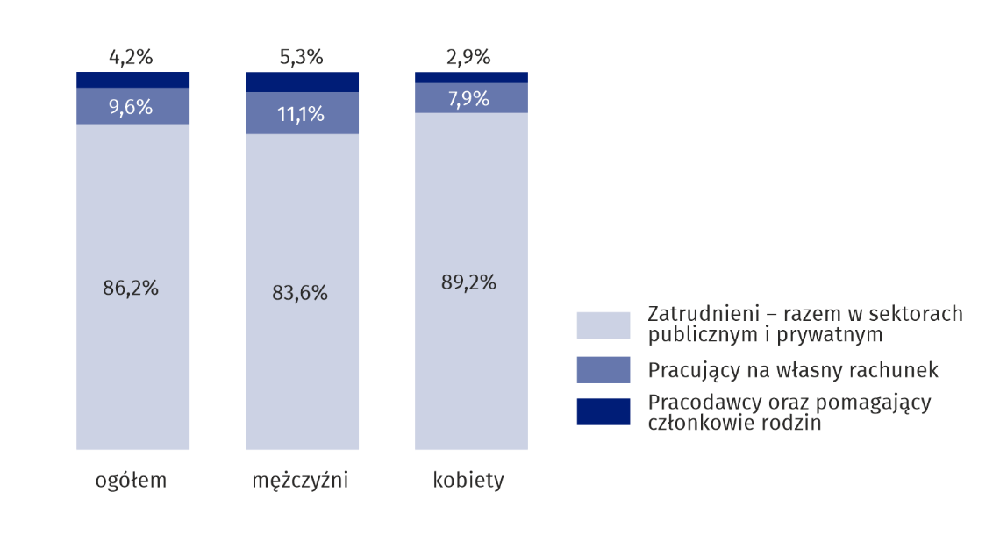 4,2%
5,3%
2,9%
9,6%
11,1%
7,9%
86,2%
83,6%
89,2%
Zatrudnieni – razem w sektorach
publicznym i prywatnym
Pracujący na własny rachunek
Pracodawcy oraz pomagający
członkowie rodzin
ogółem
mężczyźni
kobiety